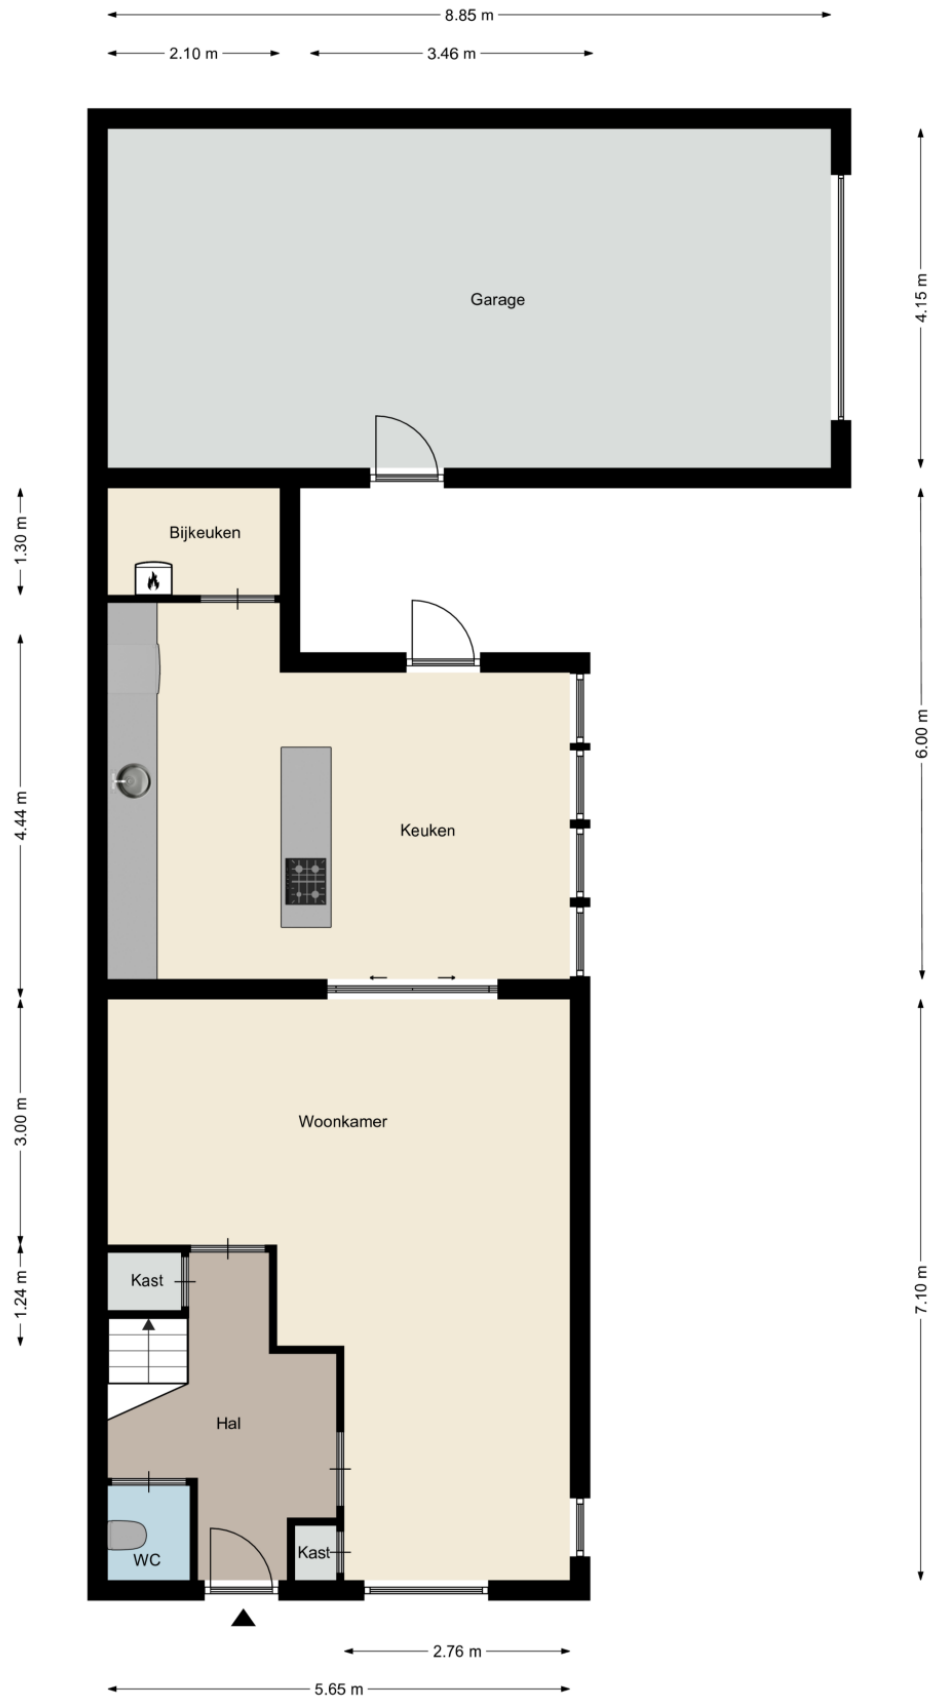 8.85 m
2.10 m
3.46 m
Garage
4.15 m
Bijkeuken
1.30 m
6.00 m
4.44 m
Keuken
Woonkamer
3.00 m
Kast
1.24 m
7.10 m
Hal
Kast
WC
2.76 m
5.65 m